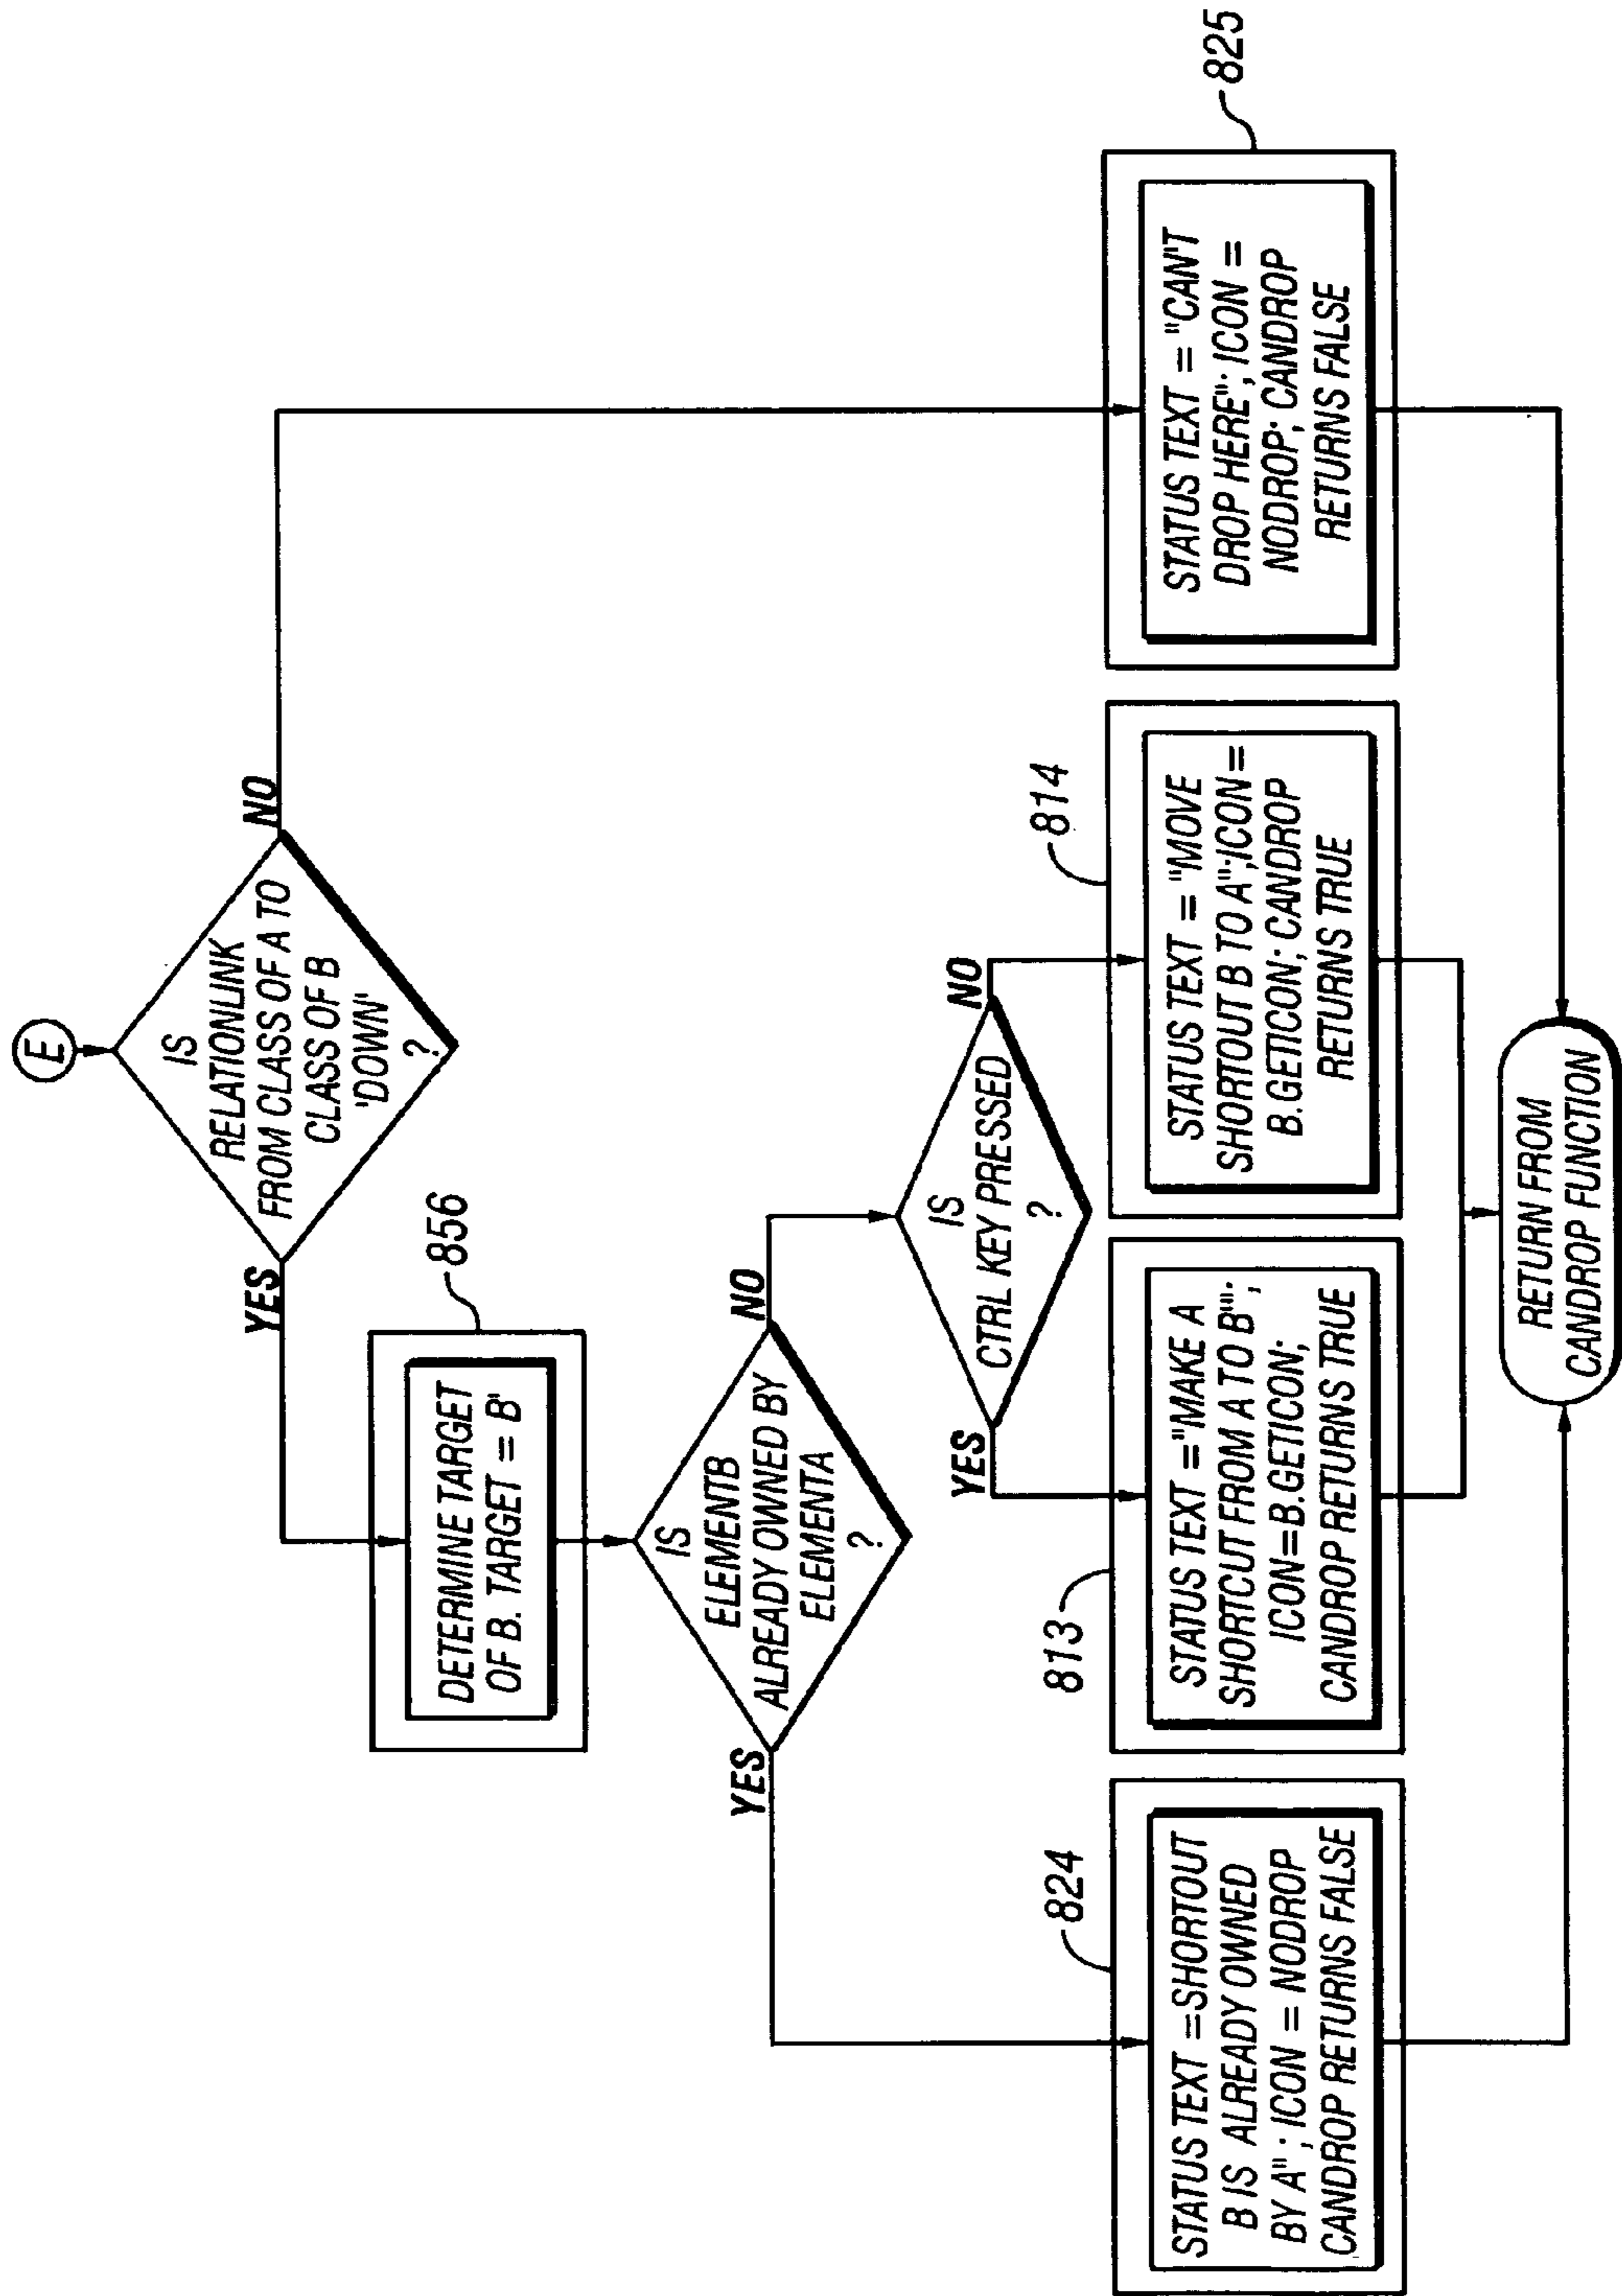 E
IS
RELATIONLINK
FROM CLASS OF A TO
CLASS OF B
'DOWN'
?
YES
NO
856
DETERMINE TARGET
OF B. TARGET = B'
IS
ELEMENTB
ALREADY OWNED BY
ELEMENTA
?
YES
NO
IS
CTRL KEY PRESSED
?
YES
NO
824
STATUS TEXT =SHORTOUT
B IS ALREADY OWNED
BY A"; ICON = NODROP
CANDROP RETURNS FALSE
813
STATUS TEXT ="MAKE A
SHORTCUT FROM A TO B'";
ICON=B.GETICON;
CANDROP RETURNS TRUE
814
STATUS TEXT = "MOVE
SHORTOUT B TO A";ICON=
B.GETICON; CANDROP
RETURNS TRUE
825
STATUS TEXT = "CAN'T
DROP HERE"; ICON =
NODROP; CANDROP
RETURNS FALSE
RETURN FROM
CANDROP FUNCTION